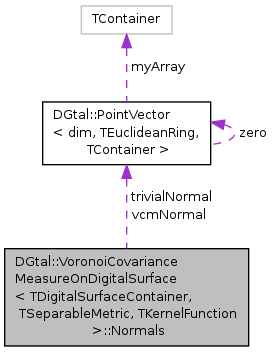 TContainer
myArray
DGtal::PointVector
< dim, TEuclideanRing,
TContainer >
zero
trivialNormal
vcmNormal
DGtal::VoronoiCovariance
MeasureOnDigitalSurface
< TDigitalSurfaceContainer,
TSeparableMetric, TKernelFunction
>::Normals